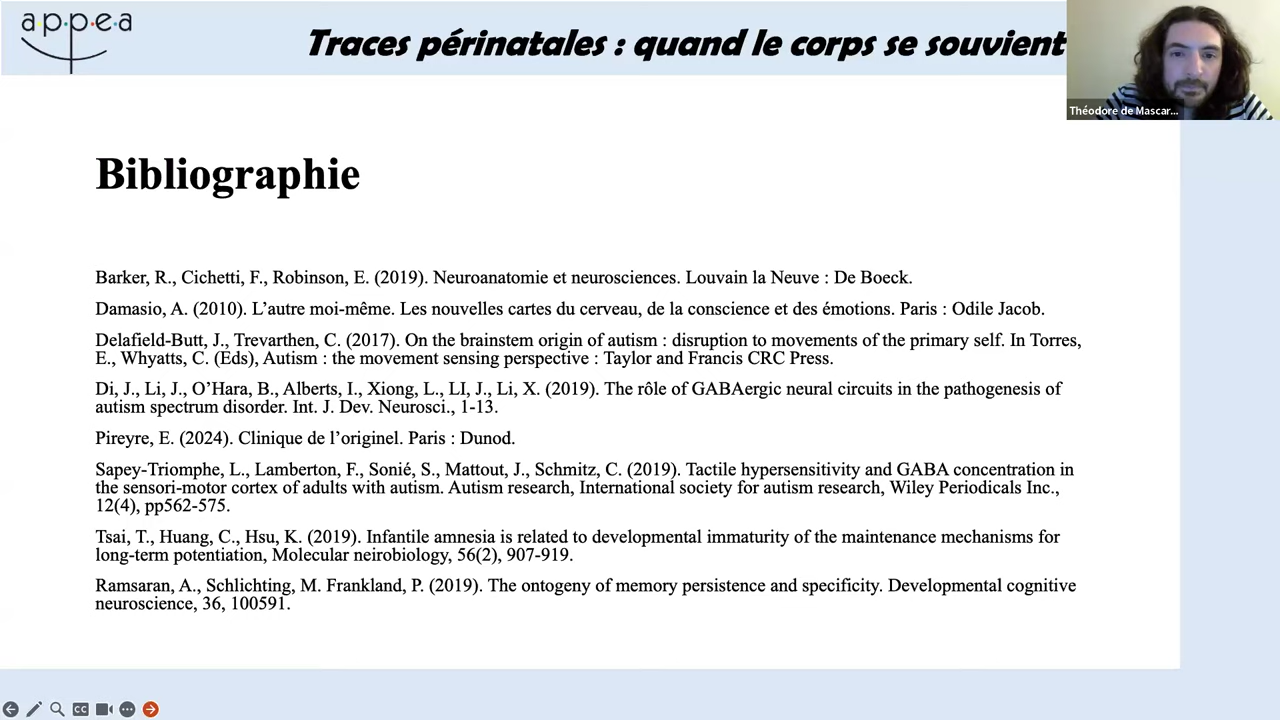 a.p.p.e.a
Traces périnatales : quand le corps se souvient
Théodore de Mascar...
Bibliographie
Barker, R., Cichetti, F., Robinson, E. (2019). Neuroanatomie et neurosciences. Louvain la Neuve : De Boeck.
Damasio, A. (2010). L’autre moi-même. Les nouvelles cartes du cerveau, de la conscience et des émotions. Paris : Odile Jacob.
Delafield-Butt, J., Trevarthen, C. (2017). On the brainstem origin of autism : disruption to movements of the primary self. In Torres,
E., Whyatts, C. (Eds), Autism : the movement sensing perspective : Taylor and Francis CRC Press.
Di, J., Li, J., O’Hara, B., Alberts, I., Xiong, L., LI, J., Li, X. (2019). The rôle of GABAergic neural circuits in the pathogenesis of
autism spectrum disorder. Int. J. Dev. Neurosci., 1-13.
Pireyre, E. (2024). Clinique de l’originel. Paris : Dunod.
Sapey-Triomphe, L., Lamberton, F., Sonié, S., Mattout, J., Schmitz, C. (2019). Tactile hypersensitivity and GABA concentration in
the sensori-motor cortex of adults with autism. Autism research, International society for autism research, Wiley Periodicals Inc.,
12(4), pp562-575.
Tsai, T., Huang, C., Hsu, K. (2019). Infantile amnesia is related to developmental immaturity of the maintenance mechanisms for
long-term potentiation, Molecular neirobiology, 56(2), 907-919.
Ramsaran, A., Schlichting, M. Frankland, P. (2019). The ontogeny of memory persistence and specificity. Developmental cognitive
neuroscience, 36, 100591.
CC